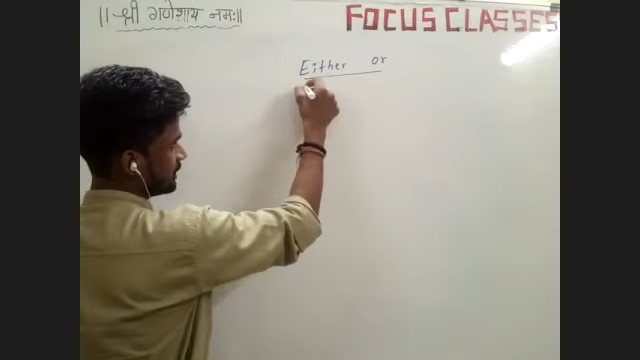 ।। श्री गणेशाय नमः॥
FOCUS CLASSES
Either or